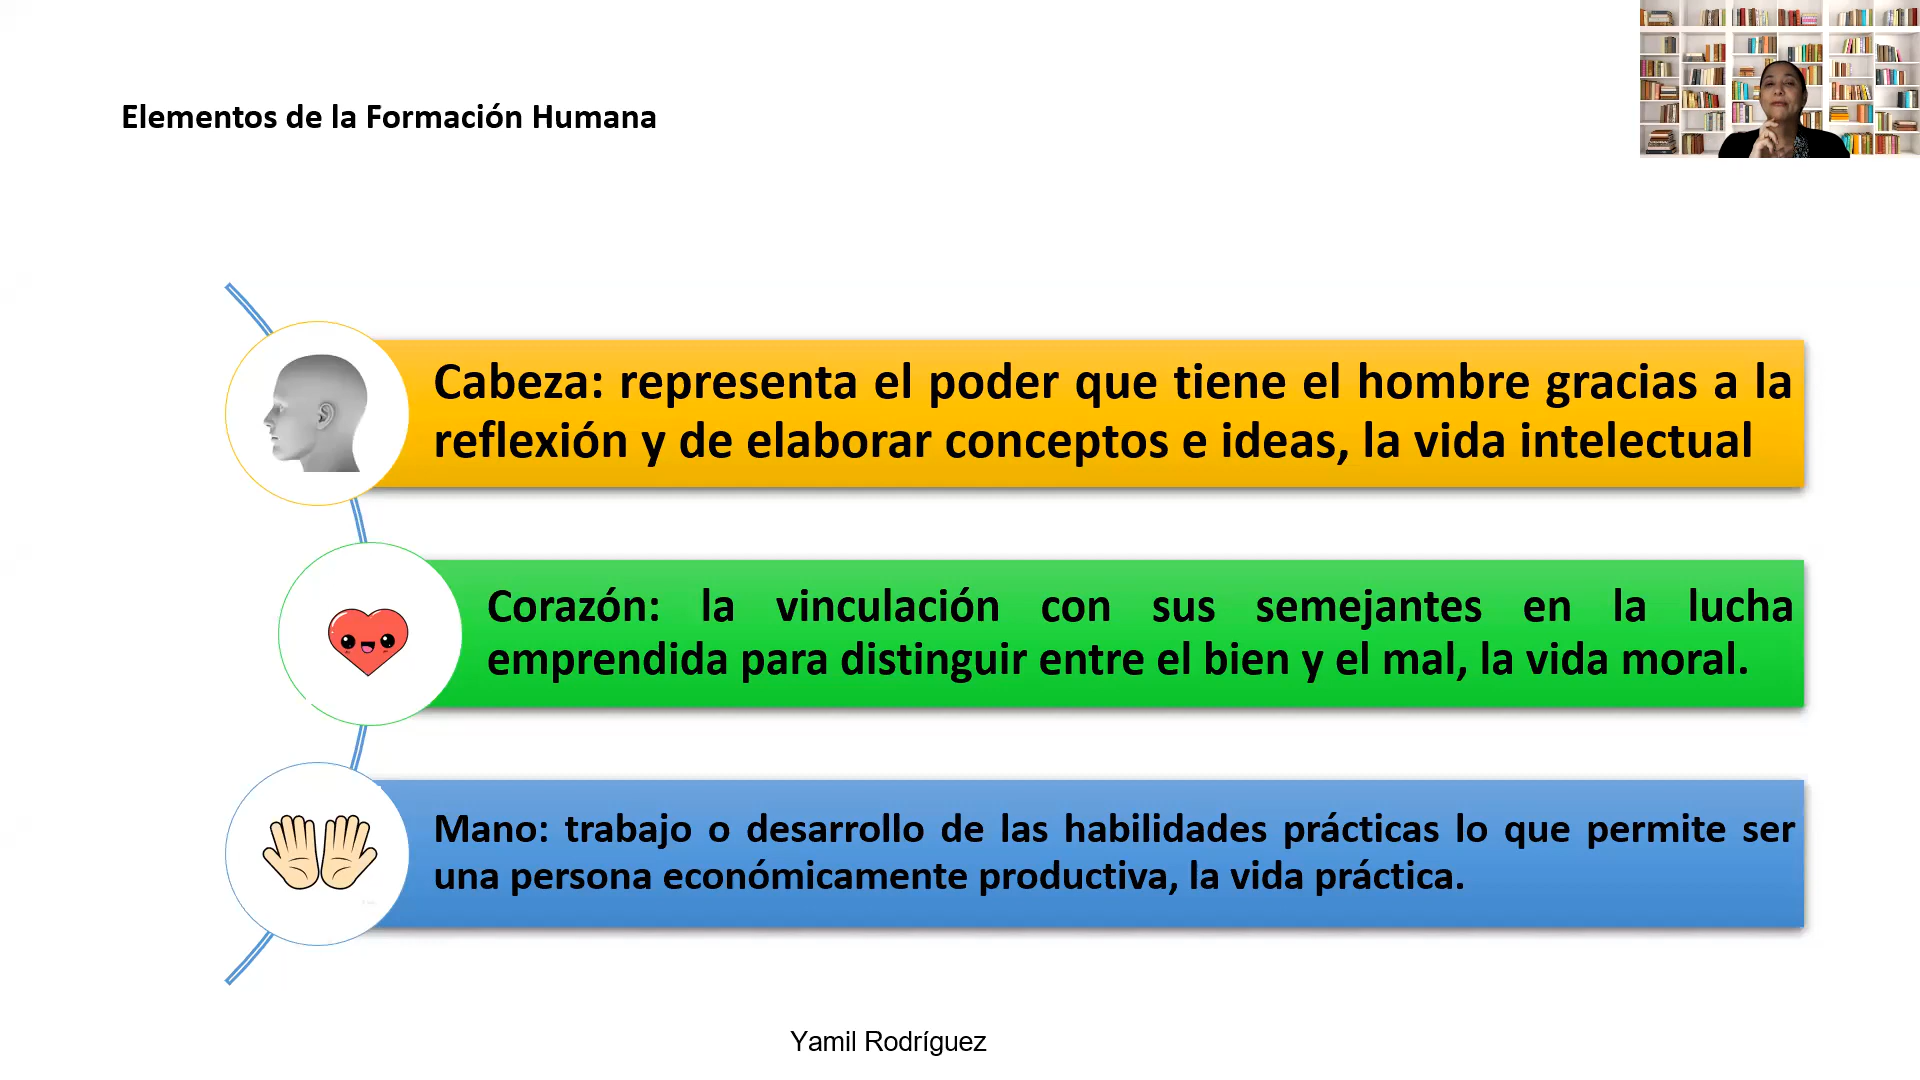 Elementos de la Formación Humana
Cabeza: representa el poder que tiene el hombre gracias a la
reflexión y de elaborar conceptos e ideas, la vida intelectual
Corazón: la vinculación con sus semejantes en la lucha
emprendida para distinguir entre el bien y el mal, la vida moral.
Mano: trabajo o desarrollo de las habilidades prácticas lo que permite ser
una persona económicamente productiva, la vida práctica.
Yamil Rodríguez